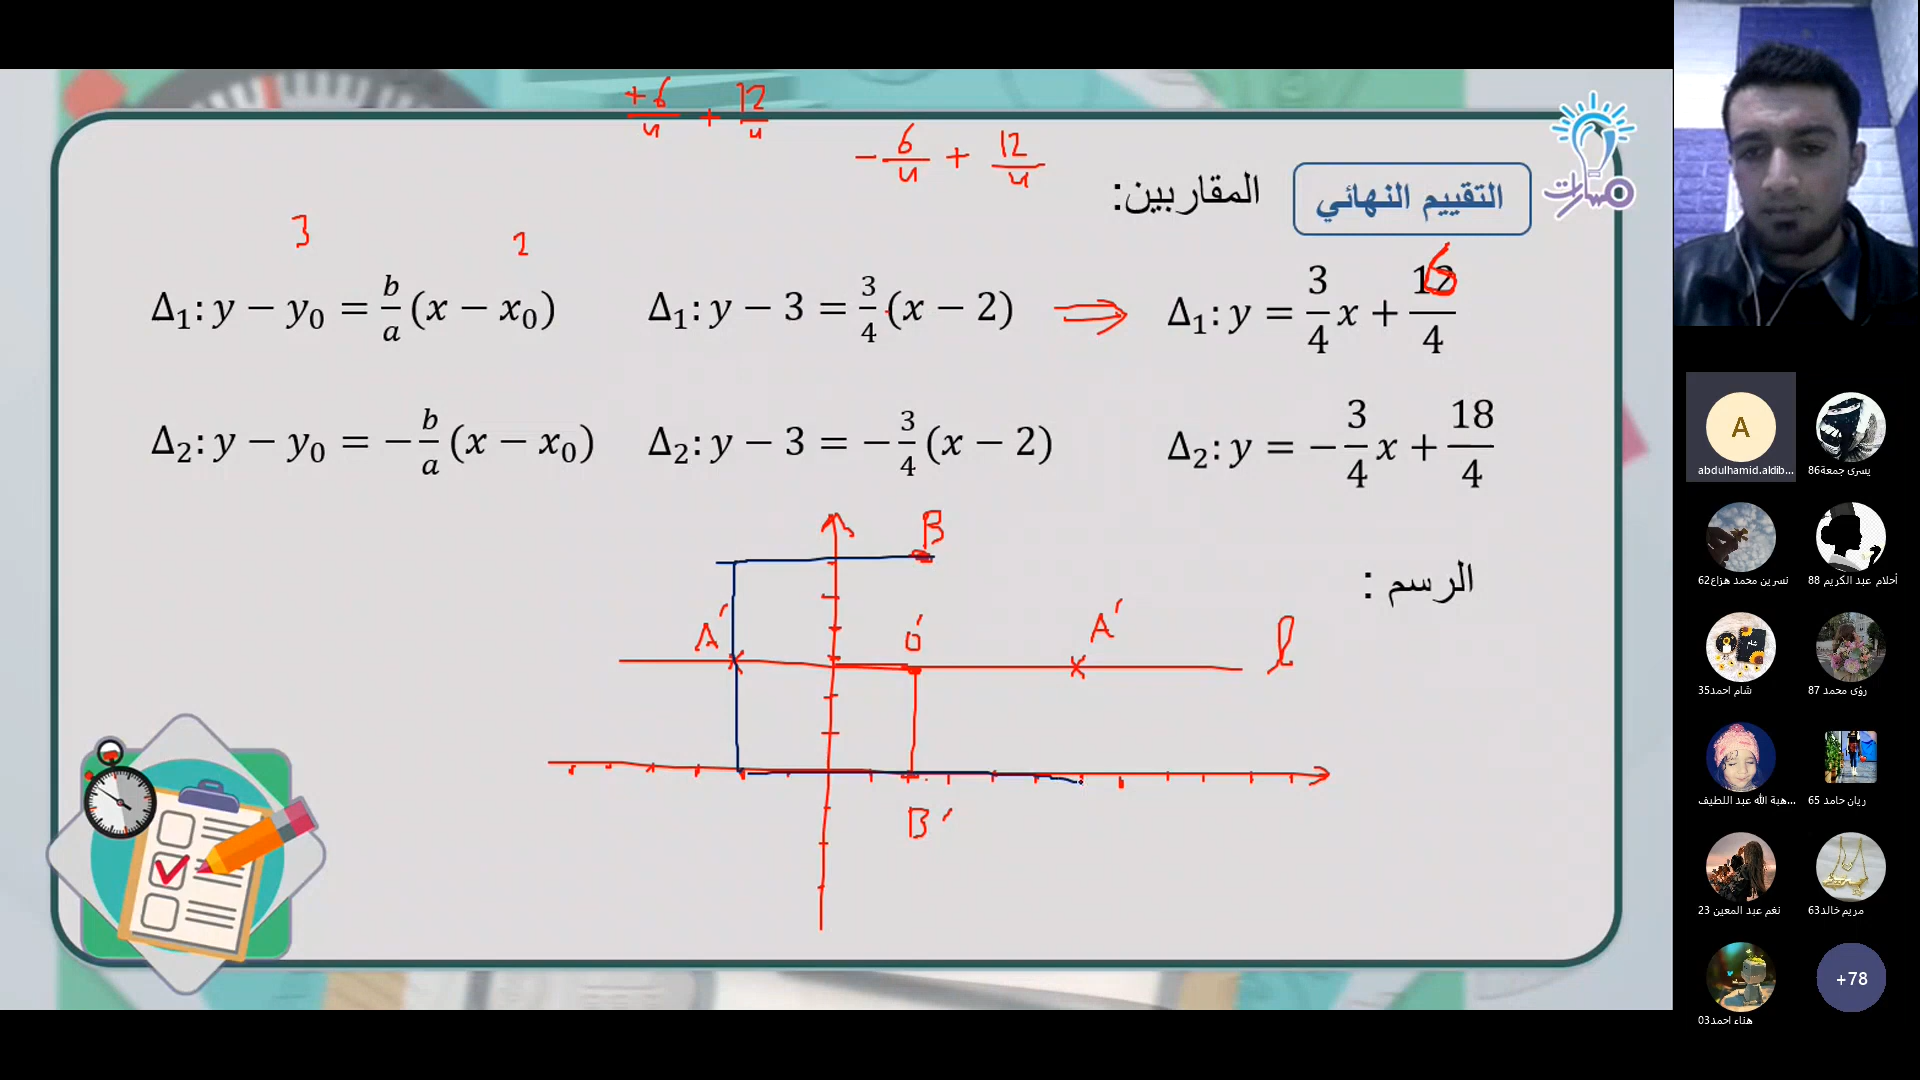 +6/4 + 12/4
-6/4 + 12/4
مهارات
التقييم النهائي
المقاربين:
3
2
6
Δ₁: y − y₀ = b/a (x − x₀)
Δ₁: y − 3 = 3/4 (x − 2)
⇒
Δ₁: y = 3/4 x + 12/4
Δ₂: y − y₀ = − b/a (x − x₀)
Δ₂: y − 3 = − 3/4 (x − 2)
Δ₂: y = − 3/4 x + 18/4
الرسم :
B
A′
O′
A′
l
B′
A
abdulhamid.aldib...
يسرى جمعة86
نسرين محمد هزاع62
أحلام عبد الكريم 88
شام احمد35
رؤى محمد 87
هبة الله عبد اللطيف...
ريان حامد 65
نغم عبد المعين 23
مريم خالد63
هناء احمد03
+78